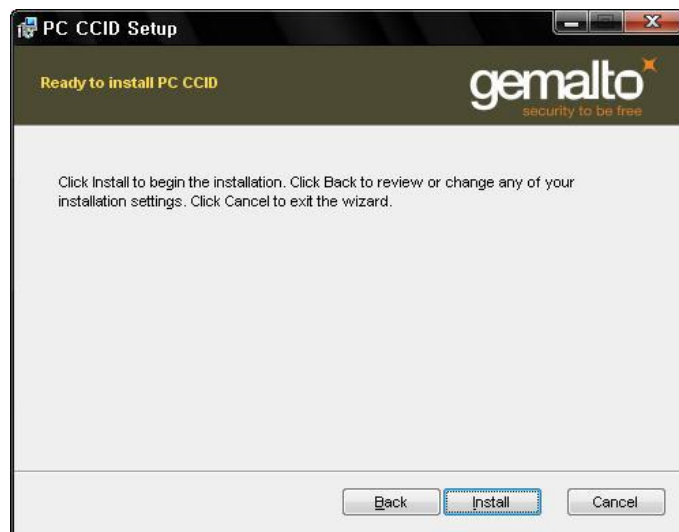 PC CCID Setup
Ready to install PC CCID
gemalto
security to be free
Click Install to begin the installation. Click Back to review or change any of your
installation settings. Click Cancel to exit the wizard.
Back
Install
Cancel